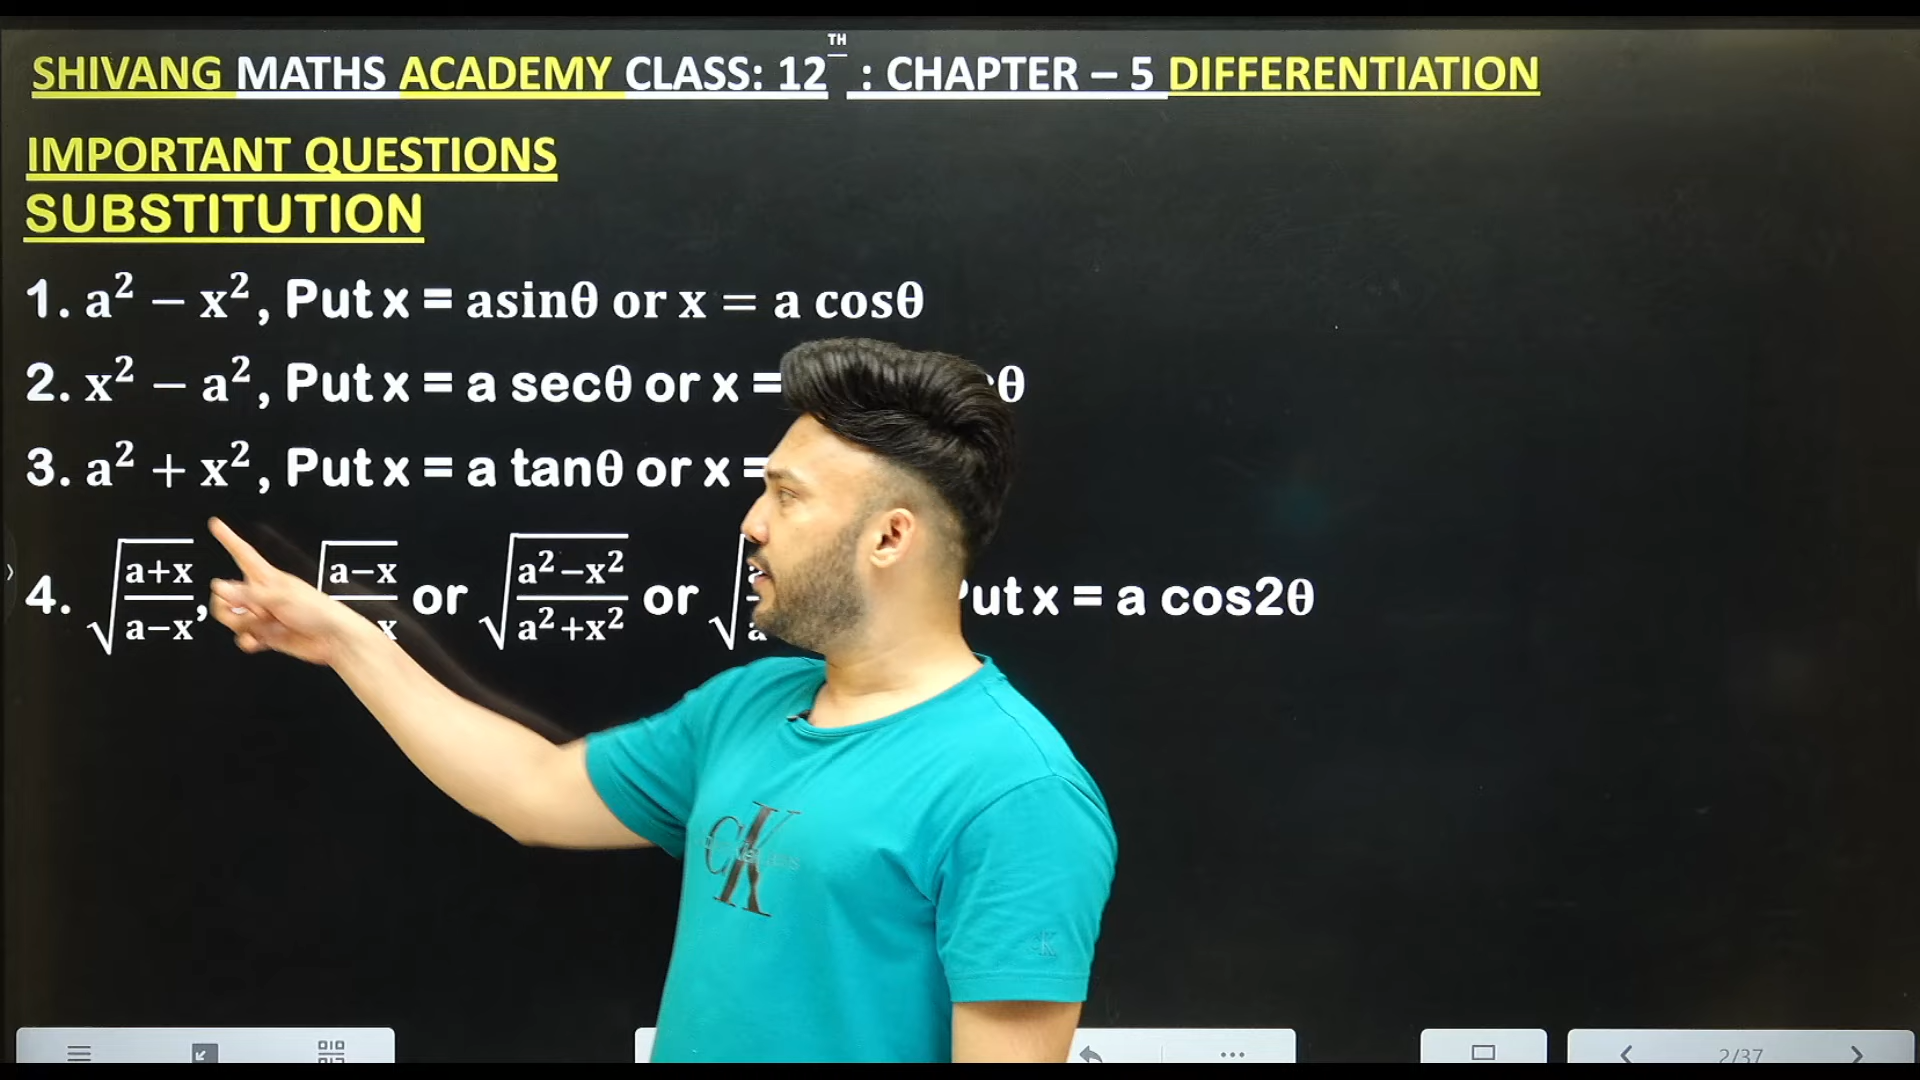 SHIVANG MATHS ACADEMY CLASS: 12TH : CHAPTER – 5 DIFFERENTIATION
IMPORTANT QUESTIONS
SUBSTITUTION
1. a² − x², Put x = asinθ or x = a cosθ
2. x² − a², Put x = a secθ or x = θ
3. a² + x², Put x = a tanθ or x =
4. √(a+x / a−x), √(a−x / x) or √(a²−x² / a²+x²) or √ Put x = a cos2θ
CK
2/37